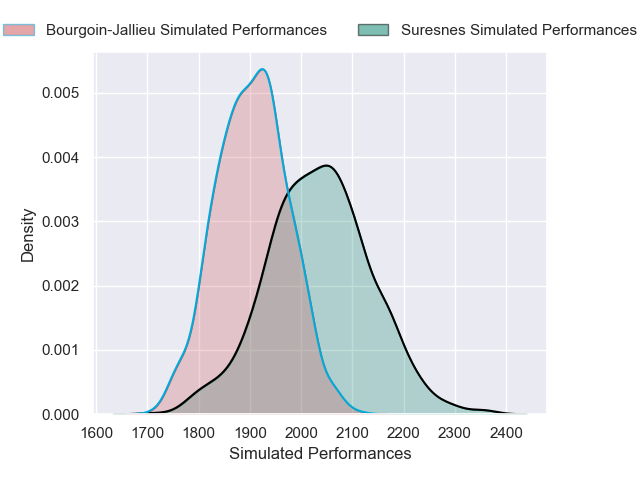 Bourgoin-Jallieu Simulated Performances
Suresnes Simulated Performances
0.005
0.004
0.003
0.002
0.001
0.000
Density
1600 1700 1800 1900 2000 2100 2200 2300 2400
Simulated Performances